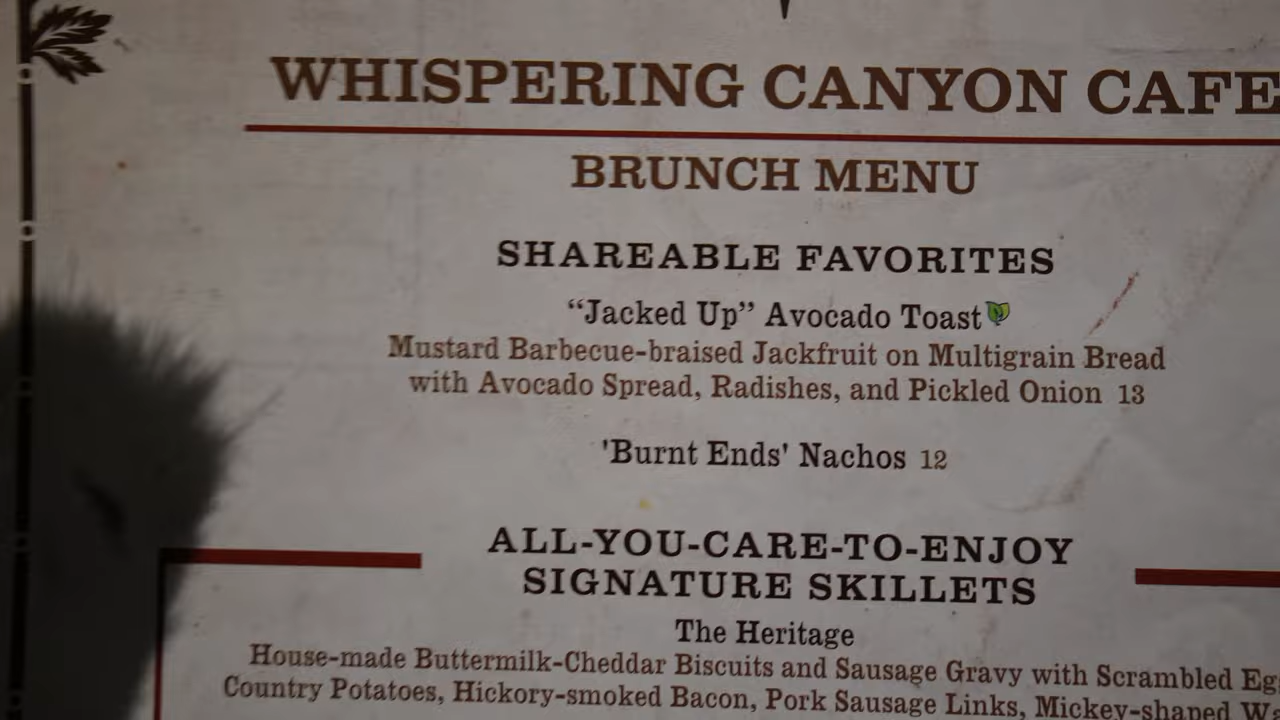 WHISPERING CANYON CAFE
BRUNCH MENU
SHAREABLE FAVORITES
“Jacked Up” Avocado Toast
Mustard Barbecue-braised Jackfruit on Multigrain Bread
with Avocado Spread, Radishes, and Pickled Onion 13
'Burnt Ends' Nachos 12
ALL-YOU-CARE-TO-ENJOY
SIGNATURE SKILLETS
The Heritage
House-made Buttermilk-Cheddar Biscuits and Sausage Gravy with Scrambled
Country Potatoes, Hickory-smoked Bacon, Pork Sausage Links, Mickey-shaped